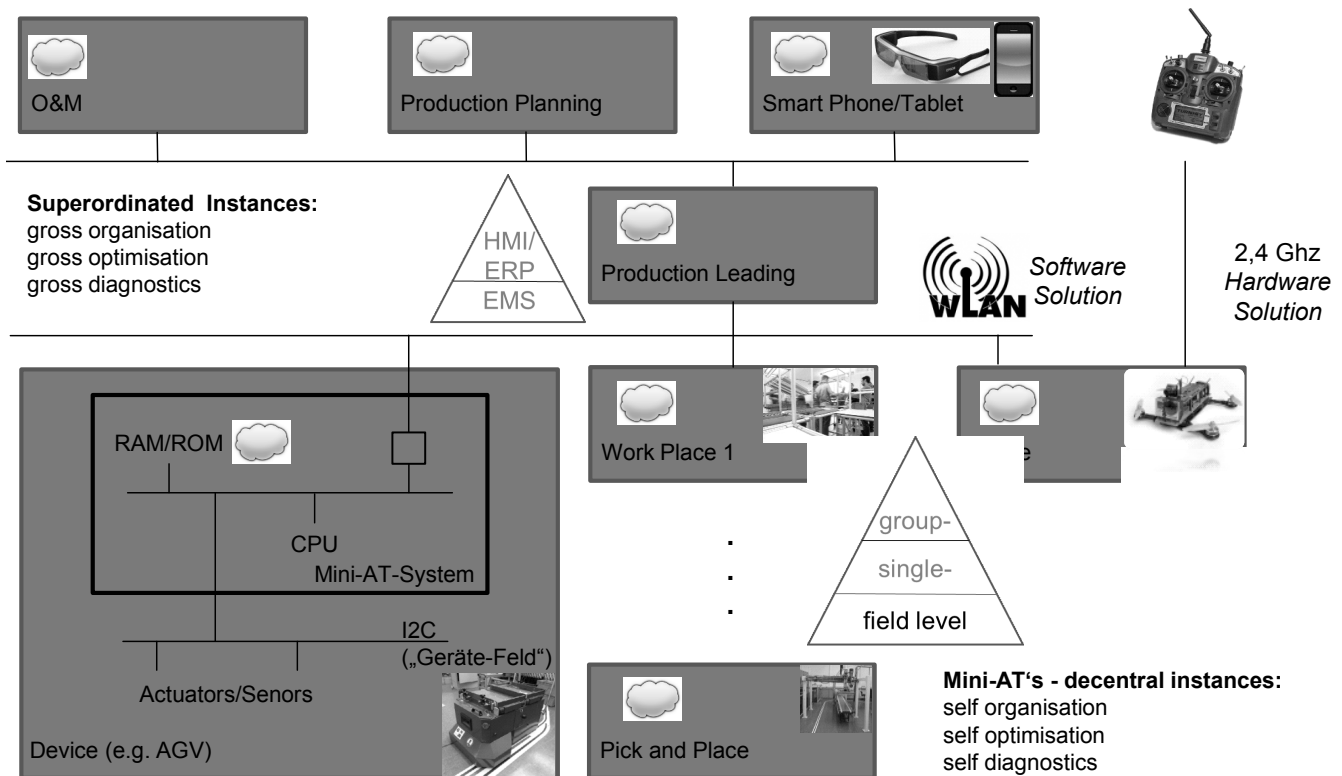 O&M
Production Planning
Smart Phone/Tablet
Superordinated Instances:
gross organisation
gross optimisation
gross diagnostics
HMI/
ERP
EMS
Production Leading
WLAN
Software
Solution
2,4 Ghz
Hardware
Solution
RAM/ROM
CPU
Mini-AT-System
I2C
(„Geräte-Feld“)
Actuators/Senors
Device (e.g. AGV)
Work Place 1
e
group-
single-
field level
.
.
.
Pick and Place
Mini-AT‘s - decentral instances:
self organisation
self optimisation
self diagnostics